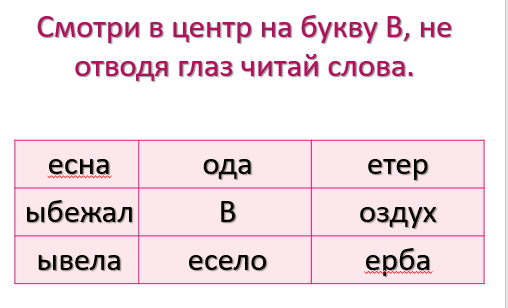 Смотри в центр на букву В, не
отводя глаз читай слова.
есна ода етер
ыбежал В оздух
ывела есело ерба